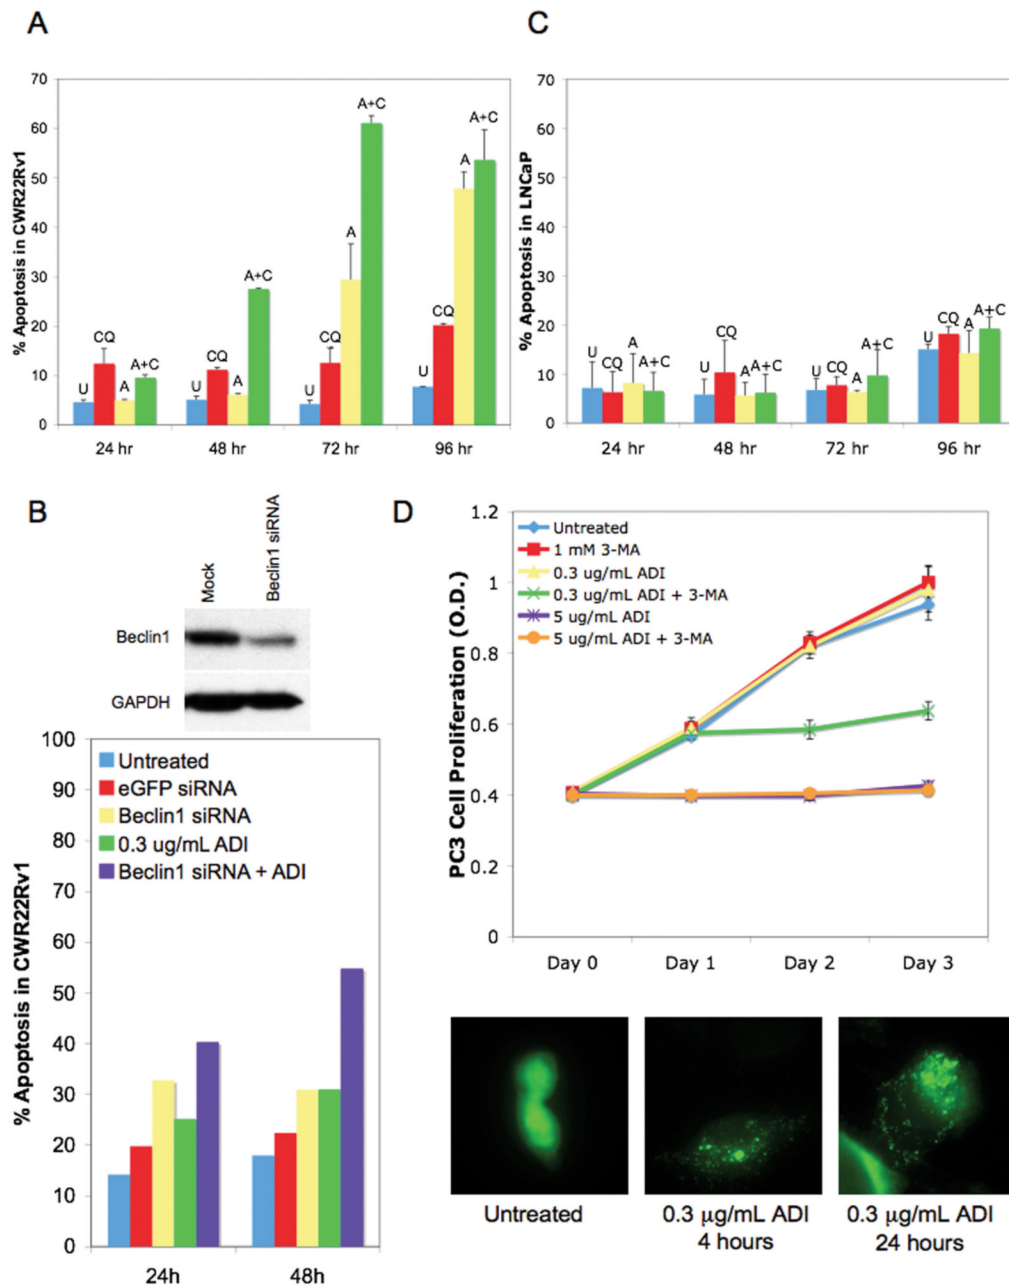 A
% Apoptosis in CWR22Rv1
70
60
50
40
30
20
10
0
U
CQ
A
A+C
U
CQ
A
A+C
U
CQ
A
A+C
U
CQ
A
A+C
24 hr
48 hr
72 hr
96 hr
C
% Apoptosis in LNCaP
70
60
50
40
30
20
10
0
U
CQ
A
A+C
U
CQ
A
A+C
U
CQ
A
A+C
U
CQ
A
A+C
24 hr
48 hr
72 hr
96 hr
B
Mock
Beclin1 siRNA
Beclin1
GAPDH
% Apoptosis in CWR22Rv1
100
90
80
70
60
50
40
30
20
10
0
Untreated
eGFP siRNA
Beclin1 siRNA
0.3 ug/mL ADI
Beclin1 siRNA + ADI
24h
48h
D
PC3 Cell Proliferation (O.D.)
1.2
1
0.8
0.6
0.4
0.2
0
Untreated
1 mM 3-MA
0.3 ug/mL ADI
0.3 ug/mL ADI + 3-MA
5 ug/mL ADI
5 ug/mL ADI + 3-MA
Day 0
Day 1
Day 2
Day 3
Untreated
0.3 μg/mL ADI
4 hours
0.3 μg/mL ADI
24 hours